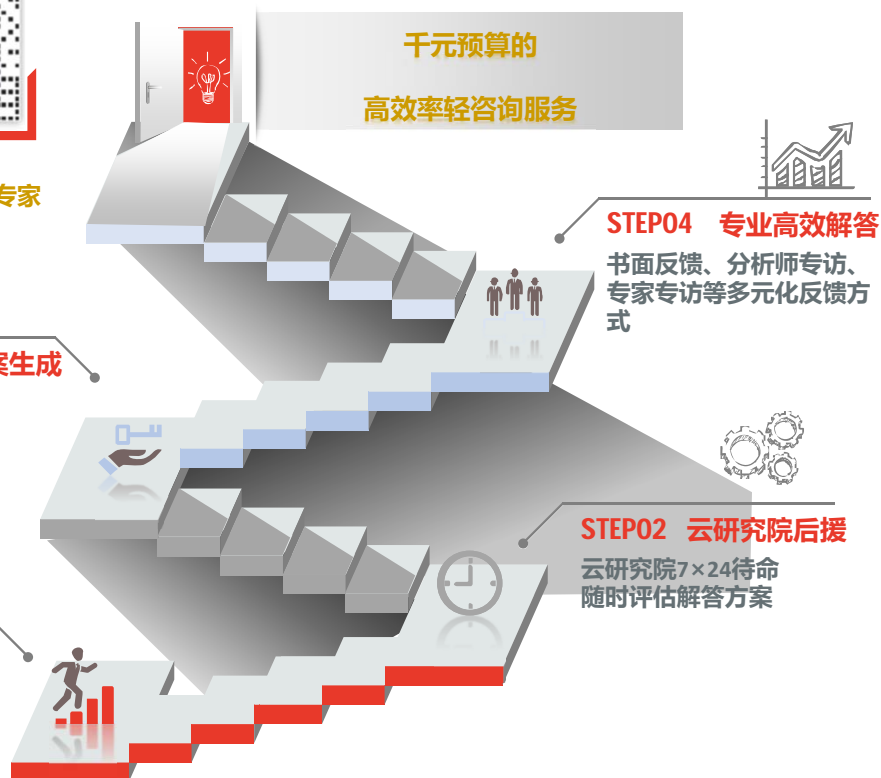 千元预算的
高效率轻咨询服务
专家
STEP04 专业高效解答
书面反馈、分析师专访、
专家专访等多元化反馈方
式
案生成
STEP02 云研究院后援
云研究院7×24待命
随时评估解答方案